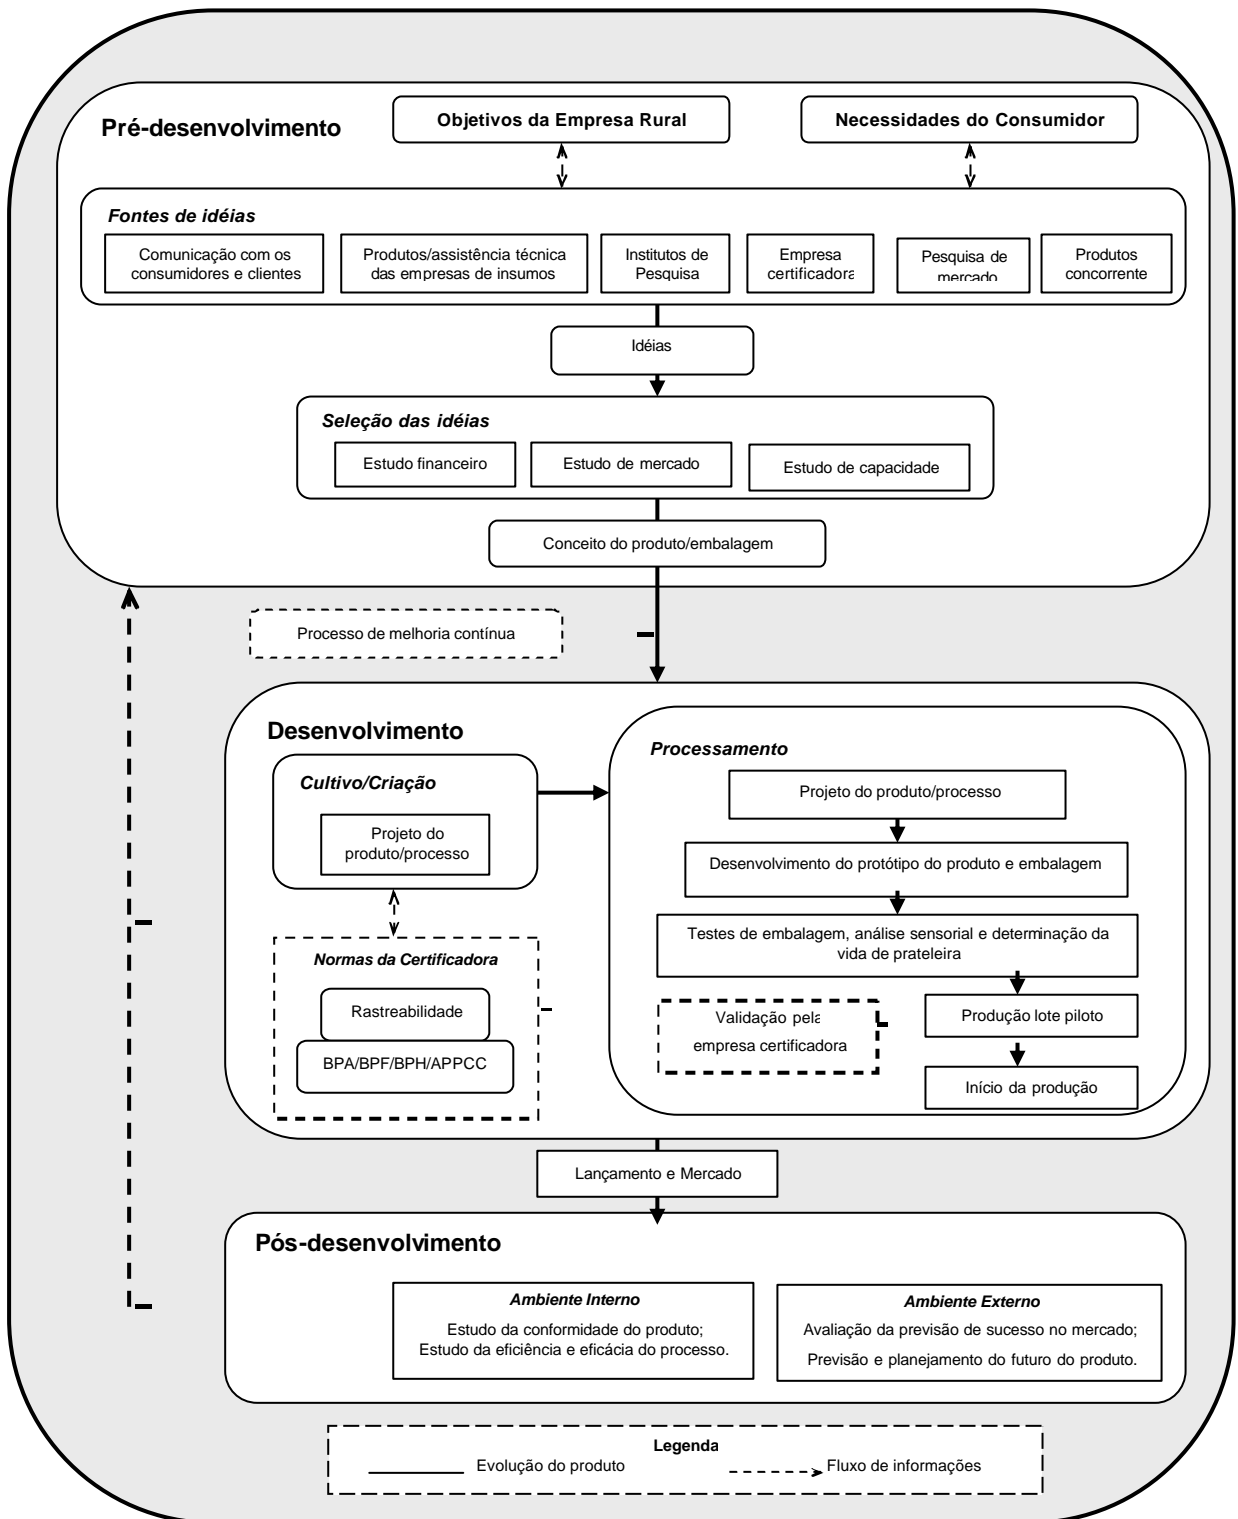 Pré-desenvolvimento
Objetivos da Empresa Rural
Necessidades do Consumidor
Fontes de idéias
Comunicação com os
consumidores e clientes
Produtos/assistência técnica
das empresas de insumos
Institutos de
Pesquisa
Empresa
certificadora
Pesquisa de
mercado
Produtos
concorrente
Idéias
Seleção das idéias
Estudo financeiro
Estudo de mercado
Estudo de capacidade
Conceito do produto/embalagem
Processo de melhoria contínua
Desenvolvimento
Cultivo/Criação
Projeto do
produto/processo
Normas da Certificadora
Rastreabilidade
BPA/BPF/BPH/APPCC
Processamento
Projeto do produto/processo
Desenvolvimento do protótipo do produto e embalagem
Testes de embalagem, análise sensorial e determinação da
vida de prateleira
Validação pela
empresa certificadora
Produção lote piloto
Início da produção
Lançamento e Mercado
Pós-desenvolvimento
Ambiente Interno
Estudo da conformidade do produto;
Estudo da eficiência e eficácia do processo.
Ambiente Externo
Avaliação da previsão de sucesso no mercado;
Previsão e planejamento do futuro do produto.
Legenda
Evolução do produto
Fluxo de informações